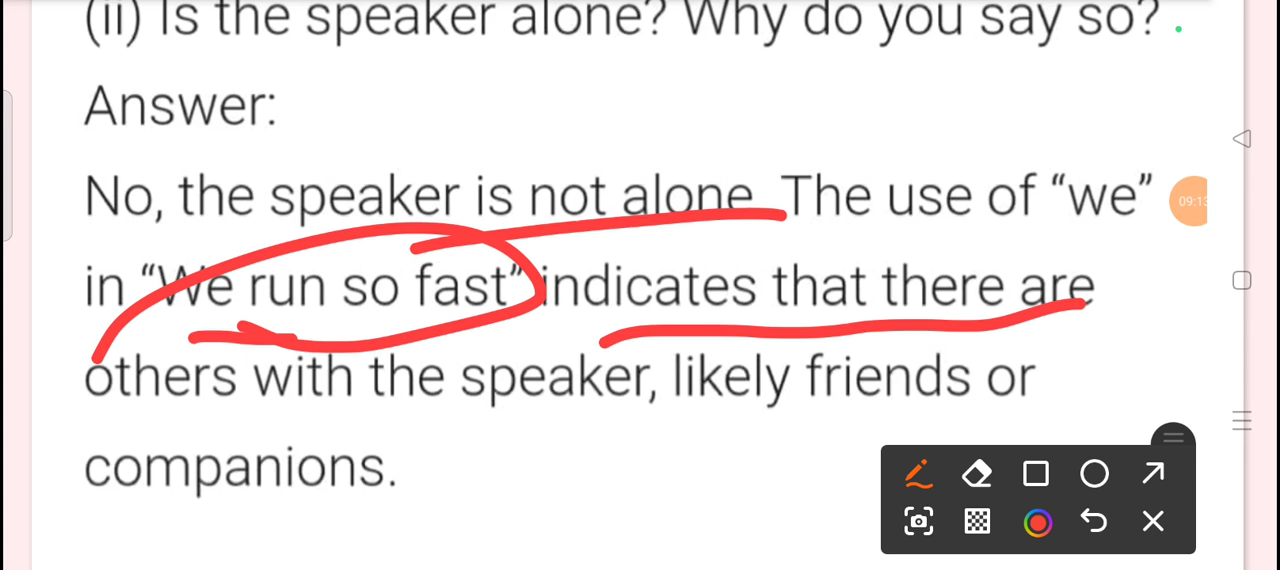 (ii) Is the speaker alone? Why do you say so? .
Answer:
No, the speaker is not alone. The use of “we”
in “We run so fast” indicates that there are
others with the speaker, likely friends or
companions.
09:13